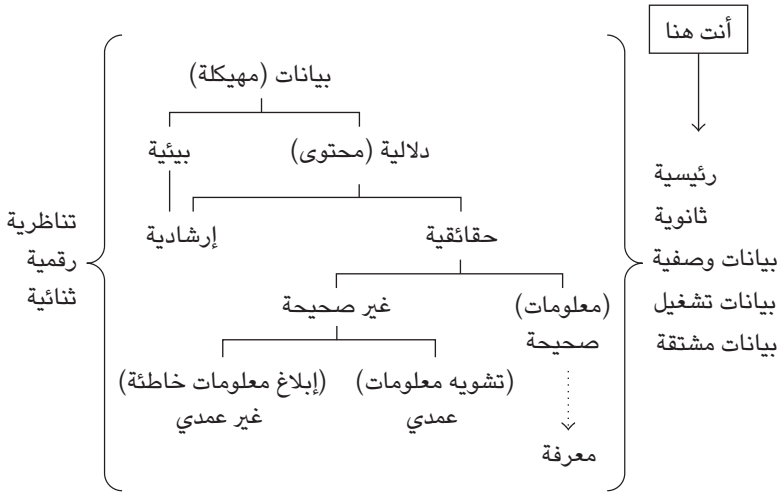 أنت هنا
رئيسية
ثانوية
بيانات وصفية
بيانات تشغيل
بيانات مشتقة
بيانات (مهيكلة)
دلالية (محتوى)
بيئية
حقائقية
إرشادية
(معلومات)
صحيحة
غير صحيحة
(تشويه معلومات)
عمدي
(إبلاغ معلومات خاطئة)
غير عمدي
معرفة
تناظرية
رقمية
ثنائية